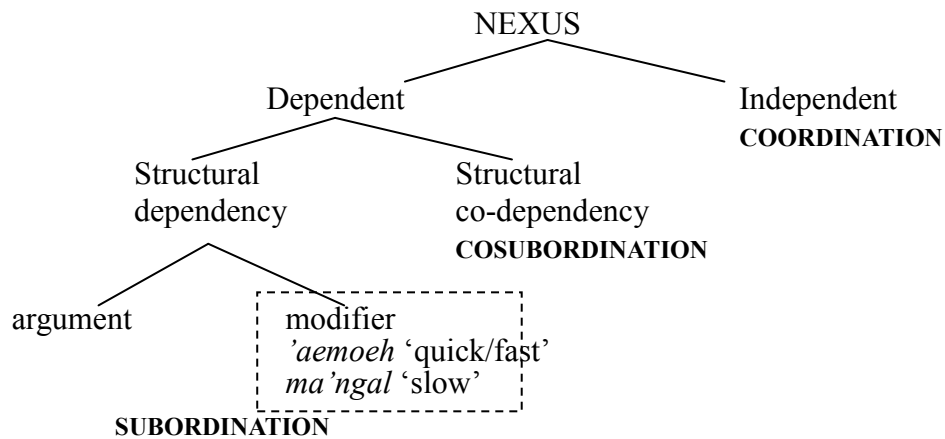 NEXUS
Dependent
Independent
COORDINATION
Structural
dependency
Structural
co-dependency
COSUBORDINATION
argument
modifier
’aemoeh ‘quick/fast’
ma’ngal ‘slow’
SUBORDINATION